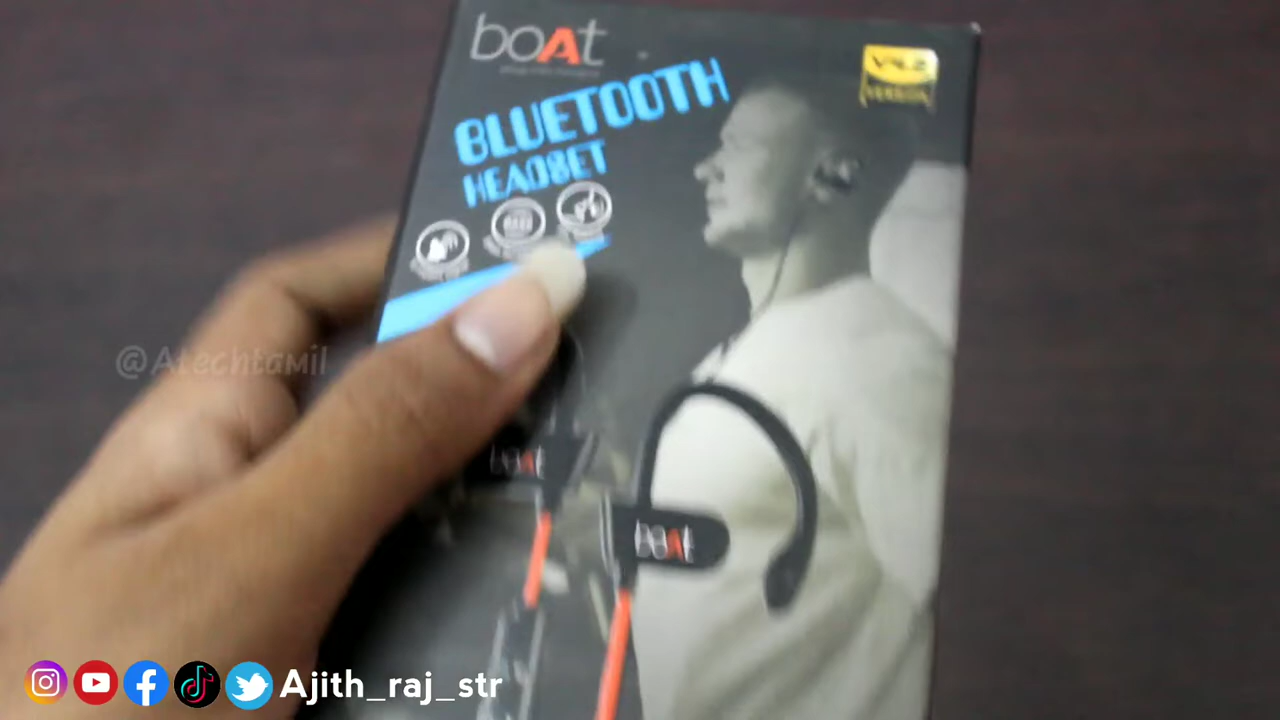 boAt
V4.2
VERSION
BLUETOOTH
HEADSET
@Atechtamil
boAt
boAt
Ajith_raj_str